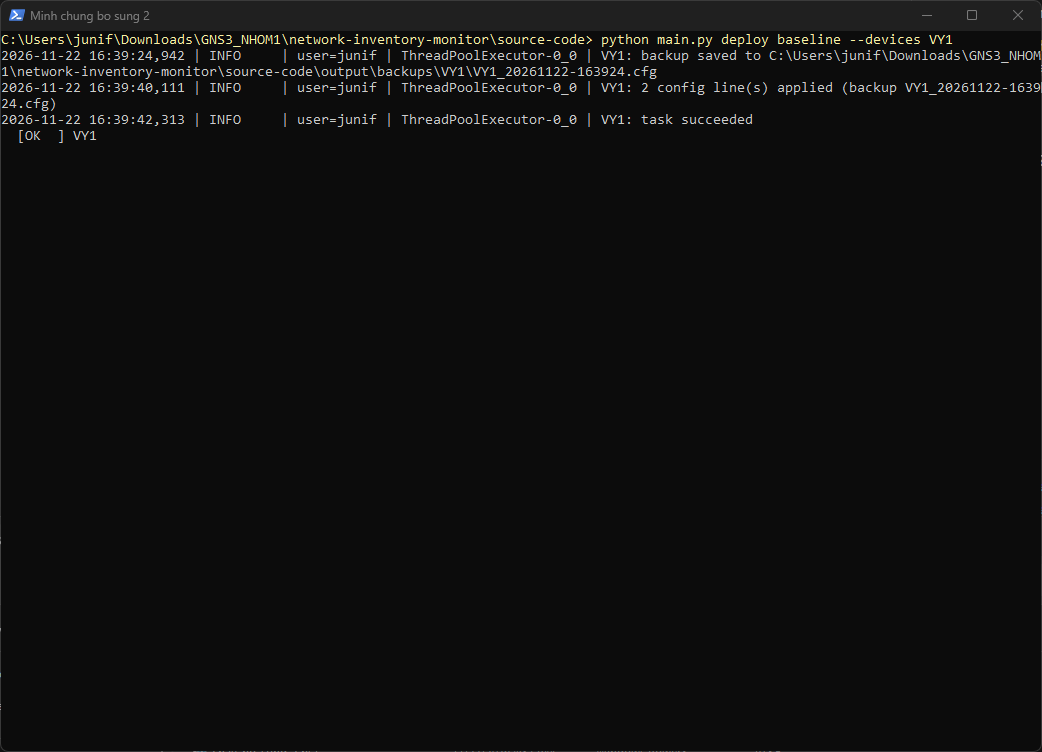 Minh chung bo sung 2
C:\Users\junif\Downloads\GNS3_NHOM1\network-inventory-monitor\source-code> python main.py deploy baseline --devices VY1
2026-11-22 16:39:24,942 | INFO     | user=junif | ThreadPoolExecutor-0_0 | VY1: backup saved to C:\Users\junif\Downloads\GNS3_NHOM
1\network-inventory-monitor\source-code\output\backups\VY1\VY1_20261122-163924.cfg
2026-11-22 16:39:40,111 | INFO     | user=junif | ThreadPoolExecutor-0_0 | VY1: 2 config line(s) applied (backup VY1_20261122-1639
24.cfg)
2026-11-22 16:39:42,313 | INFO     | user=junif | ThreadPoolExecutor-0_0 | VY1: task succeeded
  [OK  ] VY1